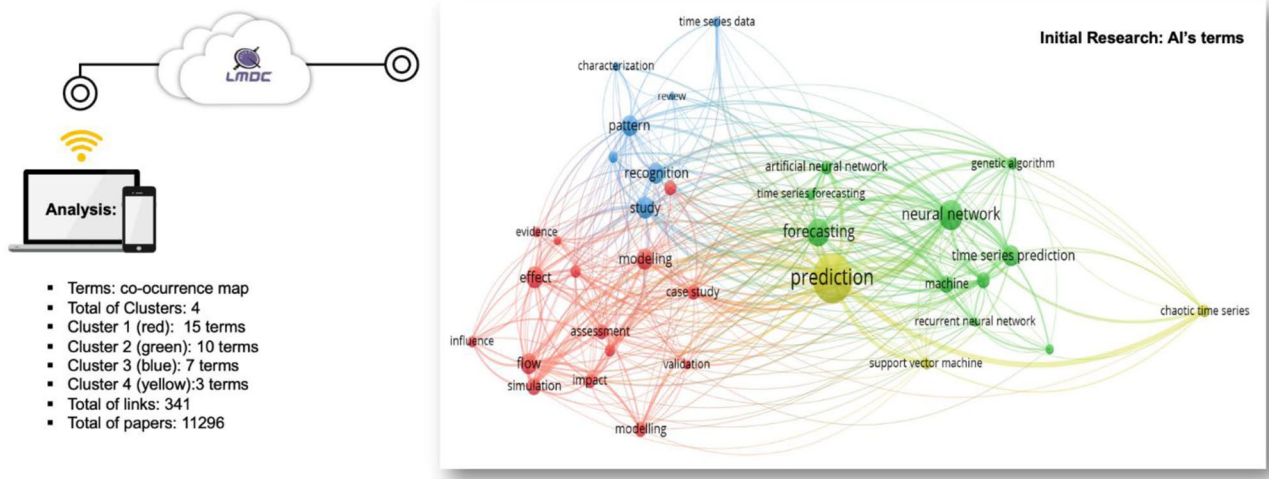 LMDC
Analysis:
▪ Terms: co-ocurrence map
▪ Total of Clusters: 4
▪ Cluster 1 (red): 15 terms
▪ Cluster 2 (green): 10 terms
▪ Cluster 3 (blue): 7 terms
▪ Cluster 4 (yellow):3 terms
▪ Total of links: 341
▪ Total of papers: 11296
Initial Research: AI's terms
time series data
characterization
review
pattern
recognition
study
artificial neural network
time series forecasting
forecasting
genetic algorithm
neural network
time series prediction
prediction
machine
recurrent neural network
chaotic time series
support vector machine
evidence
effect
modeling
case study
influence
assessment
flow
simulation
impact
validation
modelling